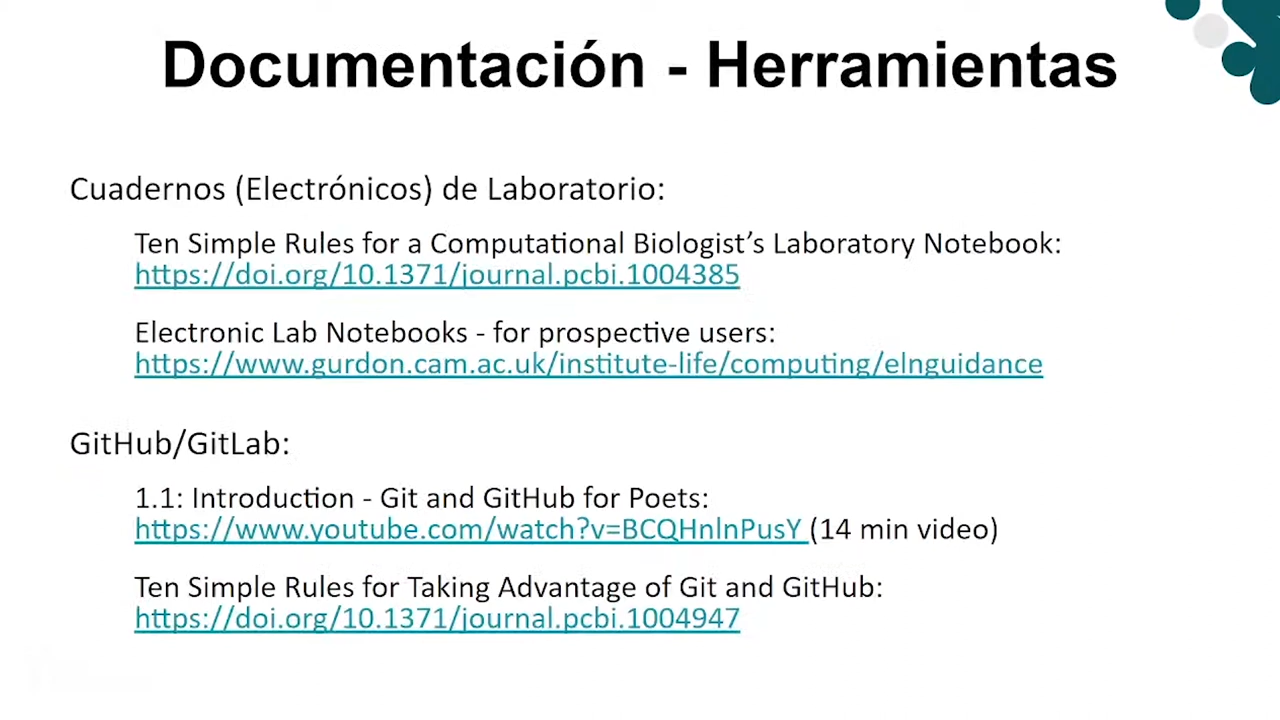 Documentación - Herramientas
Cuadernos (Electrónicos) de Laboratorio:
Ten Simple Rules for a Computational Biologist’s Laboratory Notebook:
https://doi.org/10.1371/journal.pcbi.1004385
Electronic Lab Notebooks - for prospective users:
https://www.gurdon.cam.ac.uk/institute-life/computing/elnguidance
GitHub/GitLab:
1.1: Introduction - Git and GitHub for Poets:
https://www.youtube.com/watch?v=BCQHnlnPusY (14 min video)
Ten Simple Rules for Taking Advantage of Git and GitHub:
https://doi.org/10.1371/journal.pcbi.1004947